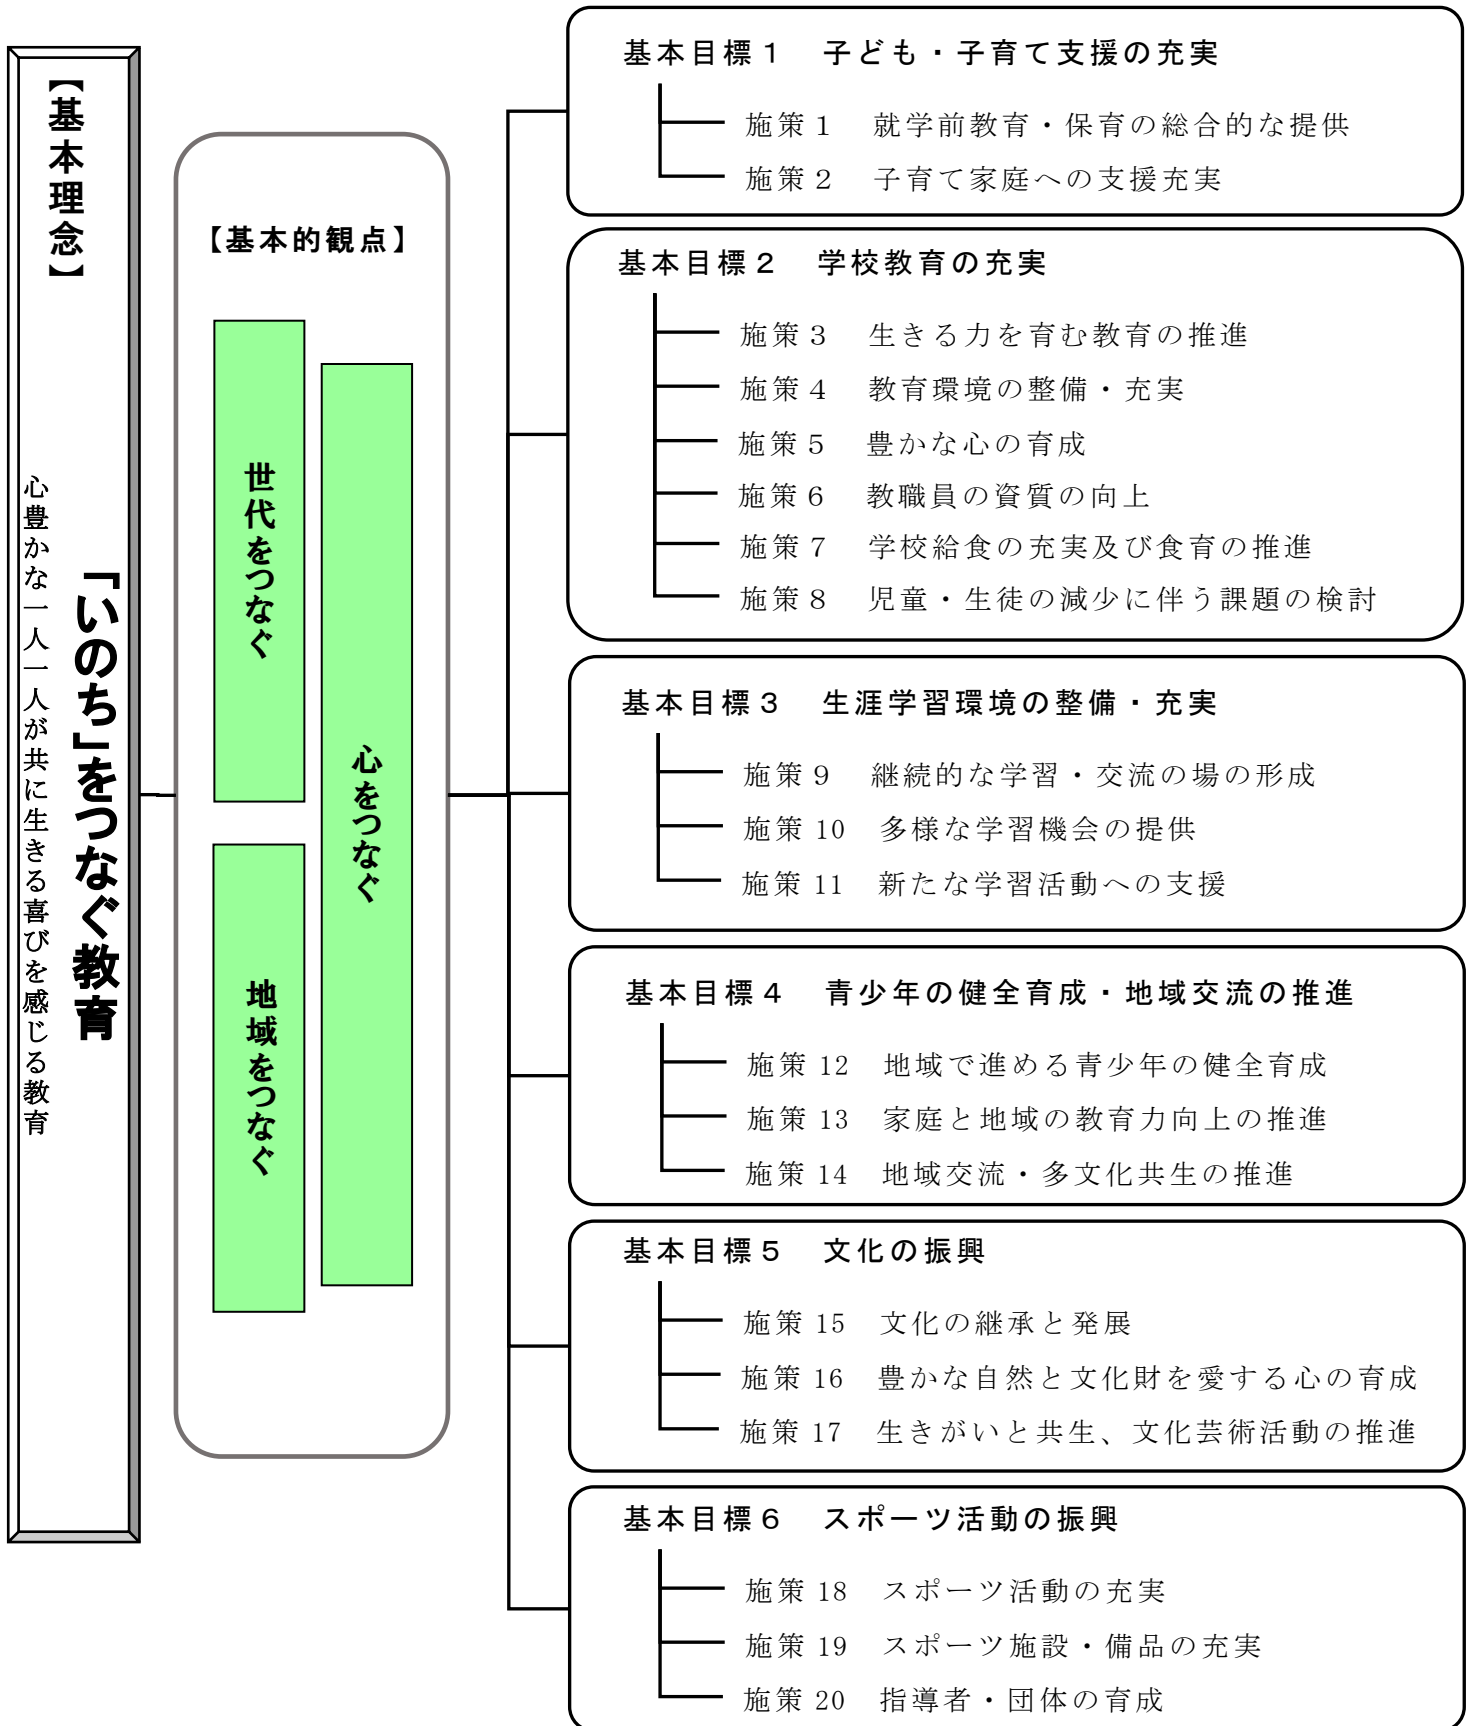 【基本理念】
「いのち」をつなぐ教育
心豊かな一人一人が共に生きる喜びを感じる教育
【基本的観点】
世代をつなぐ
心をつなぐ
地域をつなぐ
基本目標１　子ども・子育て支援の充実
施策１　就学前教育・保育の総合的な提供
施策２　子育て家庭への支援充実
基本目標２　学校教育の充実
施策３　生きる力を育む教育の推進
施策４　教育環境の整備・充実
施策５　豊かな心の育成
施策６　教職員の資質の向上
施策７　学校給食の充実及び食育の推進
施策８　児童・生徒の減少に伴う課題の検討
基本目標３　生涯学習環境の整備・充実
施策９　継続的な学習・交流の場の形成
施策 10　多様な学習機会の提供
施策 11　新たな学習活動への支援
基本目標４　青少年の健全育成・地域交流の推進
施策 12　地域で進める青少年の健全育成
施策 13　家庭と地域の教育力向上の推進
施策 14　地域交流・多文化共生の推進
基本目標５　文化の振興
施策 15　文化の継承と発展
施策 16　豊かな自然と文化財を愛する心の育成
施策 17　生きがいと共生、文化芸術活動の推進
基本目標６　スポーツ活動の振興
施策 18　スポーツ活動の充実
施策 19　スポーツ施設・備品の充実
施策 20　指導者・団体の育成